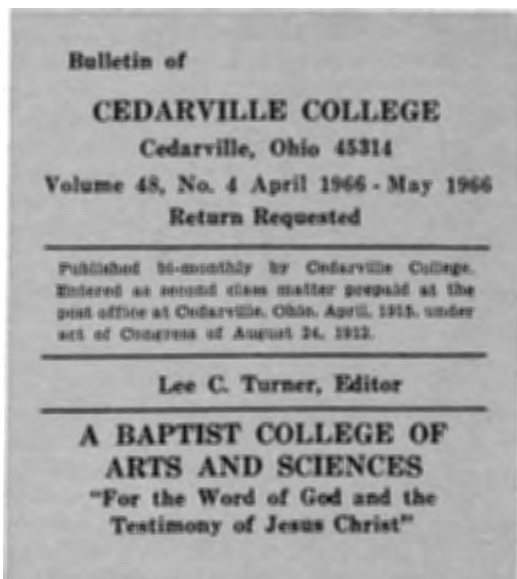 Bulletin of
CEDARVILLE COLLEGE
Cedarville, Ohio 45314
Volume 48, No. 4 April 1966 - May 1966
Return Requested
Published bi-monthly by Cedarville College.
Entered as second class matter prepaid at the
post office at Cedarville, Ohio, April, 1915, under
act of Congress of August 24, 1912.
Lee C. Turner, Editor
A BAPTIST COLLEGE OF
ARTS AND SCIENCES
"For the Word of God and the
Testimony of Jesus Christ"